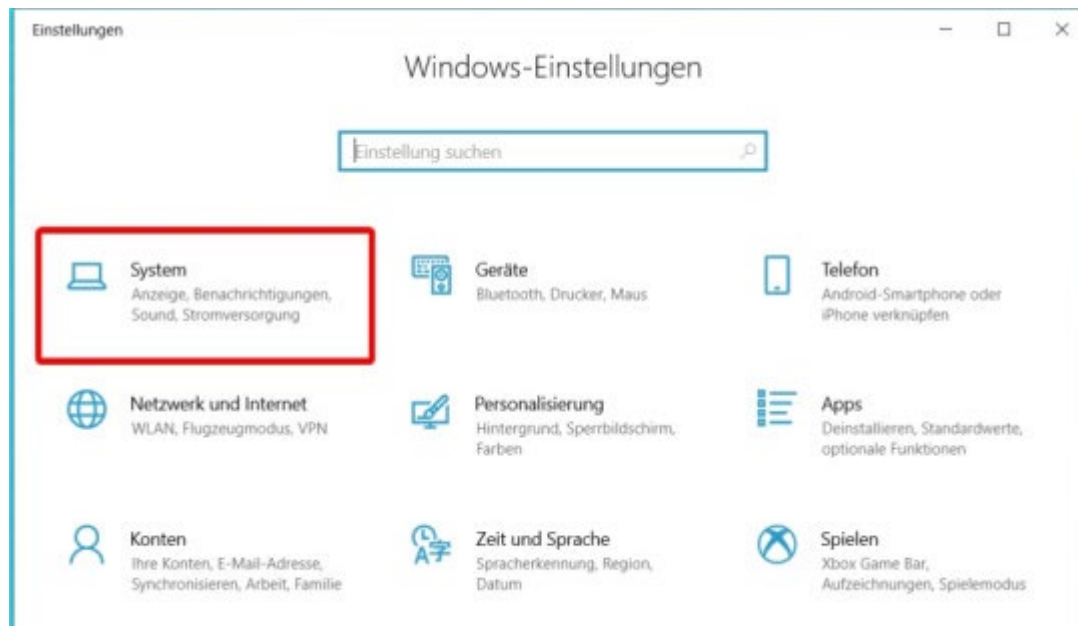 Einstellungen
Windows-Einstellungen
Einstellung suchen
System
Anzeige, Benachrichtigungen,
Sound, Stromversorgung
Geräte
Bluetooth, Drucker, Maus
Telefon
Android-Smartphone oder
iPhone verknüpfen
Netzwerk und Internet
WLAN, Flugzeugmodus, VPN
Personalisierung
Hintergrund, Sperrbildschirm,
Farben
Apps
Deinstallieren, Standardwerte,
optionale Funktionen
Konten
Ihre Konten, E-Mail-Adresse,
Synchronisieren, Arbeit, Familie
Zeit und Sprache
Spracherkennung, Region,
Datum
Spielen
Xbox Game Bar,
Aufzeichnungen, Spielemodus